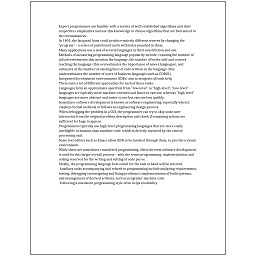 Expert programmers are familiar with a variety of well-established algorithms and their
respective complexities and use this knowledge to choose algorithms that are best suited to
the circumstances.
In 1801, the Jacquard loom could produce entirely different weaves by changing the
"program" – a series of pasteboard cards with holes punched in them.
Many applications use a mix of several languages in their construction and use.
Methods of measuring programming language popularity include: counting the number of
job advertisements that mention the language, the number of books sold and courses
teaching the language (this overestimates the importance of newer languages), and
estimates of the number of existing lines of code written in the language (this
underestimates the number of users of business languages such as COBOL).
Integrated development environments (IDEs) aim to integrate all such help.
There exist a lot of different approaches for each of those tasks.
Languages form an approximate spectrum from "low-level" to "high-level"; "low-level"
languages are typically more machine-oriented and faster to execute, whereas "high-level"
languages are more abstract and easier to use but execute less quickly.
Sometimes software development is known as software engineering, especially when it
employs formal methods or follows an engineering design process.
When debugging the problem in a GUI, the programmer can try to skip some user
interaction from the original problem description and check if remaining actions are
sufficient for bugs to appear.
Programmers typically use high-level programming languages that are more easily
intelligible to humans than machine code, which is directly executed by the central
processing unit.
Some text editors such as Emacs allow GDB to be invoked through them, to provide a visual
environment.
While these are sometimes considered programming, often the term software development
is used for this larger overall process – with the terms programming, implementation, and
coding reserved for the writing and editing of code per se.
Ideally, the programming language best suited for the task at hand will be selected.
Auxiliary tasks accompanying and related to programming include analyzing requirements,
testing, debugging (investigating and fixing problems), implementation of build systems,
and management of derived artifacts, such as programs' machine code.
Following a consistent programming style often helps readability.